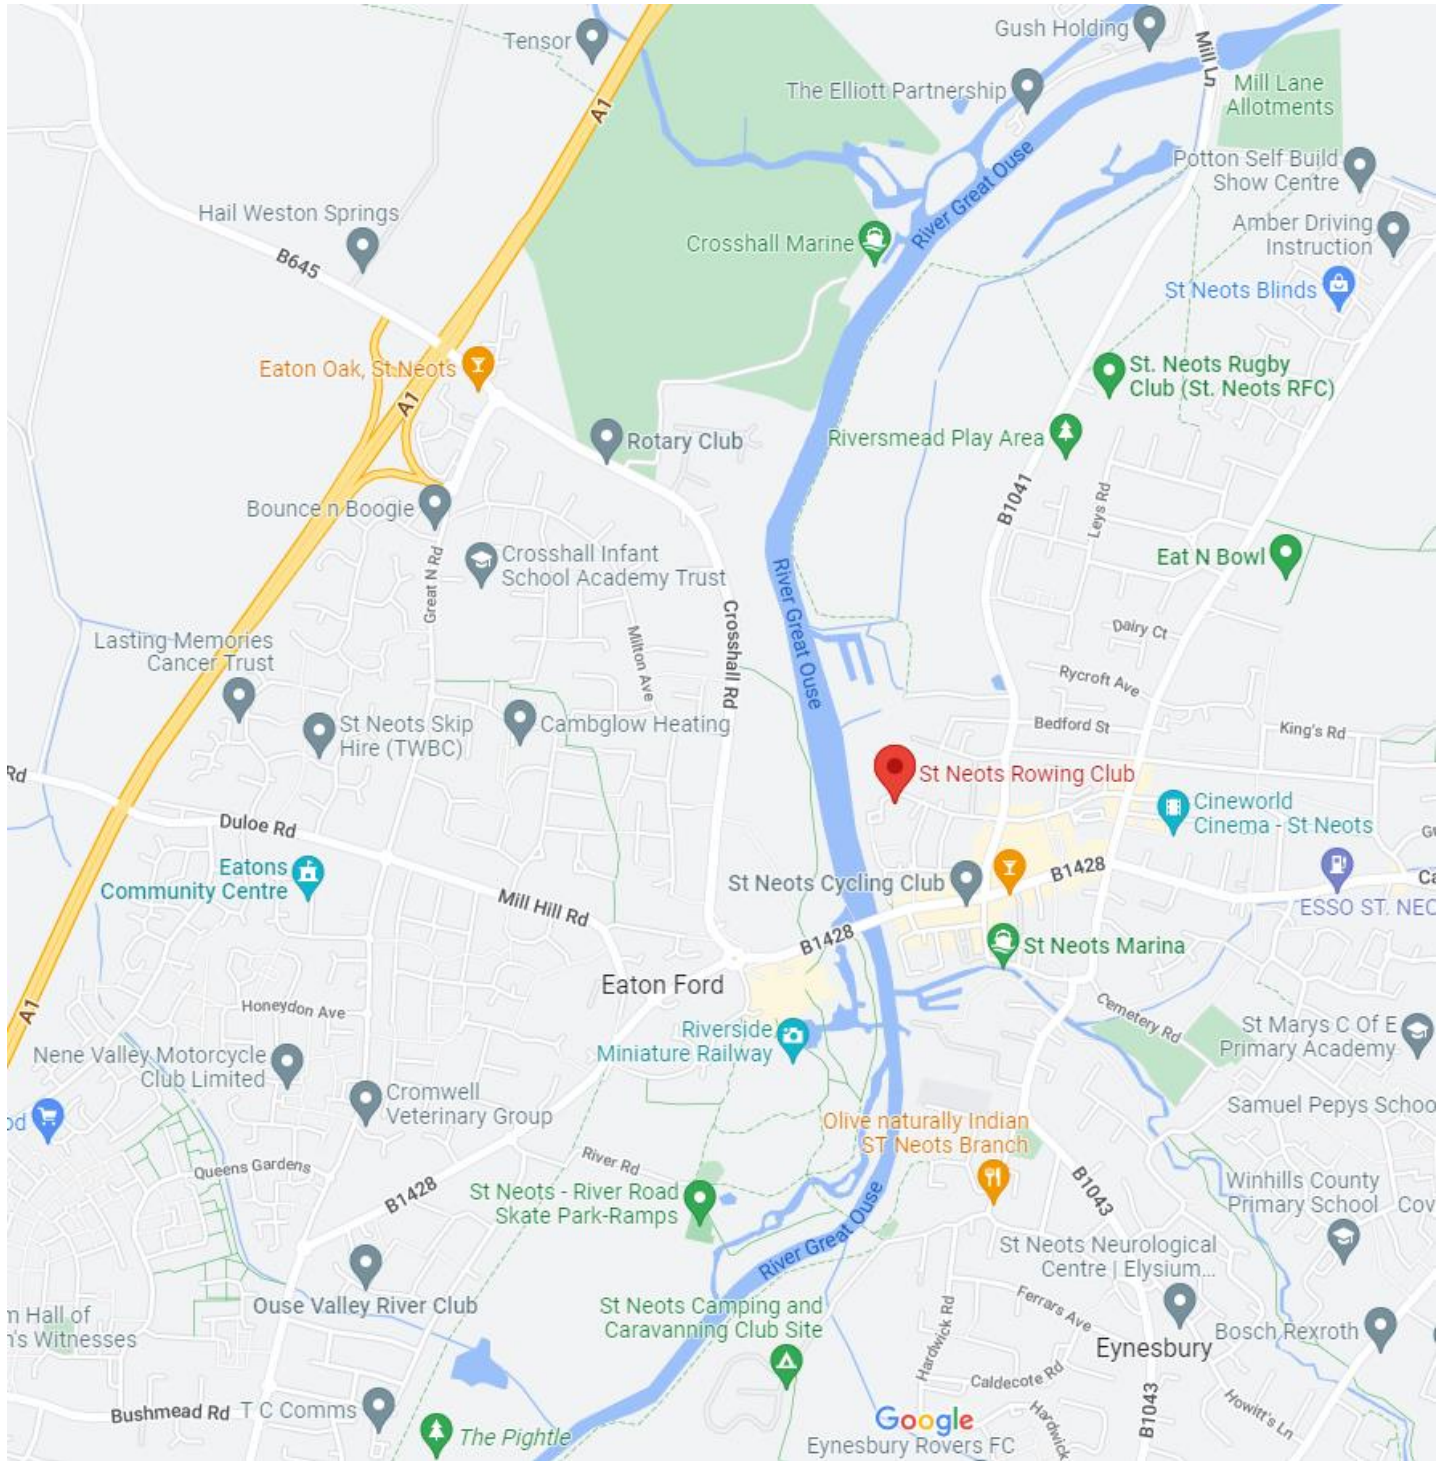 Tensor
Gush Holding
Mill Ln
A1
The Elliott Partnership
Mill Lane
Allotments
River Great Ouse
Potton Self Build
Show Centre
Hail Weston Springs
Crosshall Marine
Amber Driving
Instruction
B645
St Neots Blinds
Eaton Oak, St Neots
St. Neots Rugby
Club (St. Neots RFC)
A1
Rotary Club
Riversmead Play Area
Bounce n Boogie
B1041
Leys Rd
Crosshall Infant
School Academy Trust
Eat N Bowl
Great N Rd
River Great Ouse
Crosshall Rd
Milton Ave
Dairy Ct
Lasting Memories
Cancer Trust
Rycroft Ave
St Neots Skip
Hire (TWBC)
Cambglow Heating
Bedford St
King's Rd
Rd
St Neots Rowing Club
Cineworld
Cinema - St Neots
Duloe Rd
Eatons
Community Centre
St Neots Cycling Club
B1428
Ca
Mill Hill Rd
ESSO ST. NEO
B1428
St Neots Marina
Eaton Ford
A1
Honeydon Ave
Cemetery Rd
Riverside
Miniature Railway
St Marys C Of E
Primary Academy
Nene Valley Motorcycle
Club Limited
Cromwell
Veterinary Group
Samuel Pepys Schoo
od
Olive naturally Indian
ST Neots Branch
Queens Gardens
River Rd
B1428
St Neots - River Road
Skate Park-Ramps
B1043
Winhills County
Primary School
Cov
River Great Ouse
St Neots Neurological
Centre | Elysium...
Ouse Valley River Club
m Hall of
n's Witnesses
St Neots Camping and
Caravanning Club Site
Ferrars Ave
Hardwick Rd
Bosch Rexroth
Eynesbury
Caldecote Rd
B1043
Howitt's Ln
Bushmead Rd
T C Comms
Hardwick
Google
The Pightle
Eynesbury Rovers FC